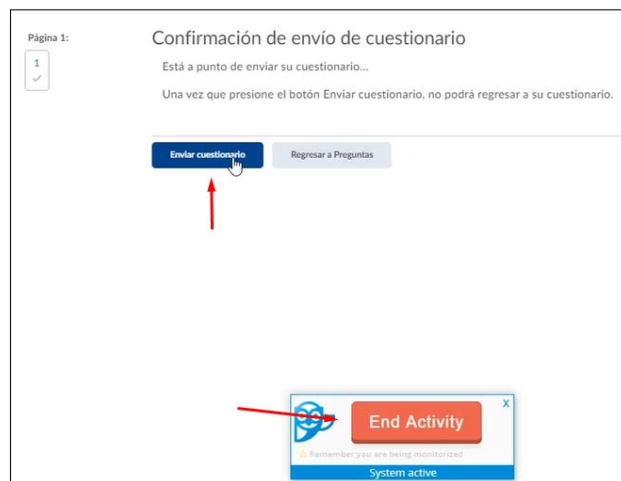 Página 1:
1
Confirmación de envío de cuestionario
Está a punto de enviar su cuestionario...
Una vez que presione el botón Enviar cuestionario, no podrá regresar a su cuestionario.
Enviar cuestionario
Regresar a Preguntas
X
End Activity
Remember you are being monitorized
System active